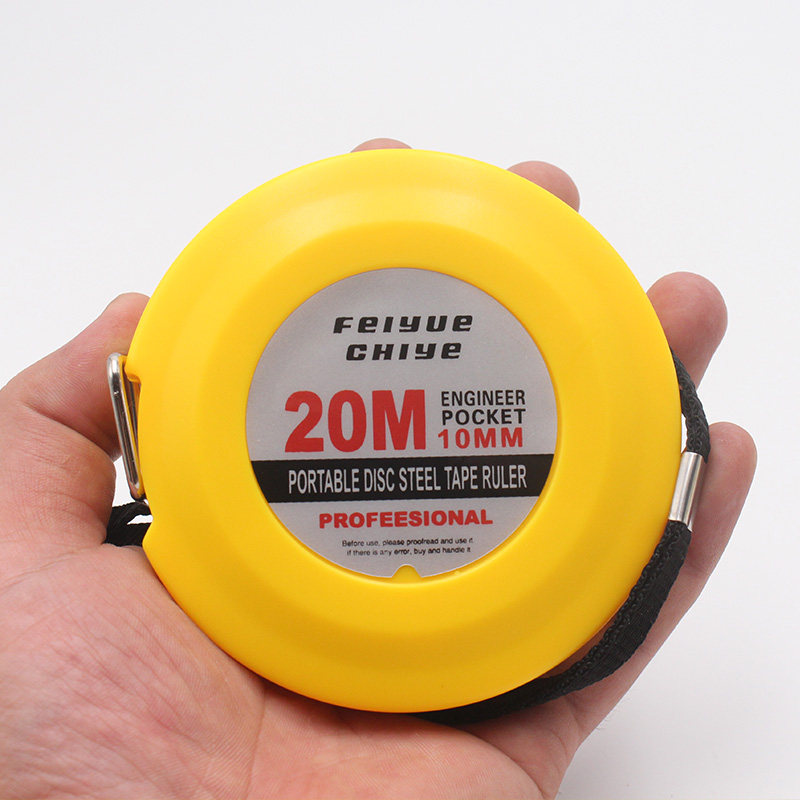 FEIYUE
CHIYE
20M
ENGINEER
POCKET
10MM
PORTABLE DISC STEEL TAPE RULER
PROFEESIONAL
Before use, please proofread and use it
if there is any error, buy and handle it